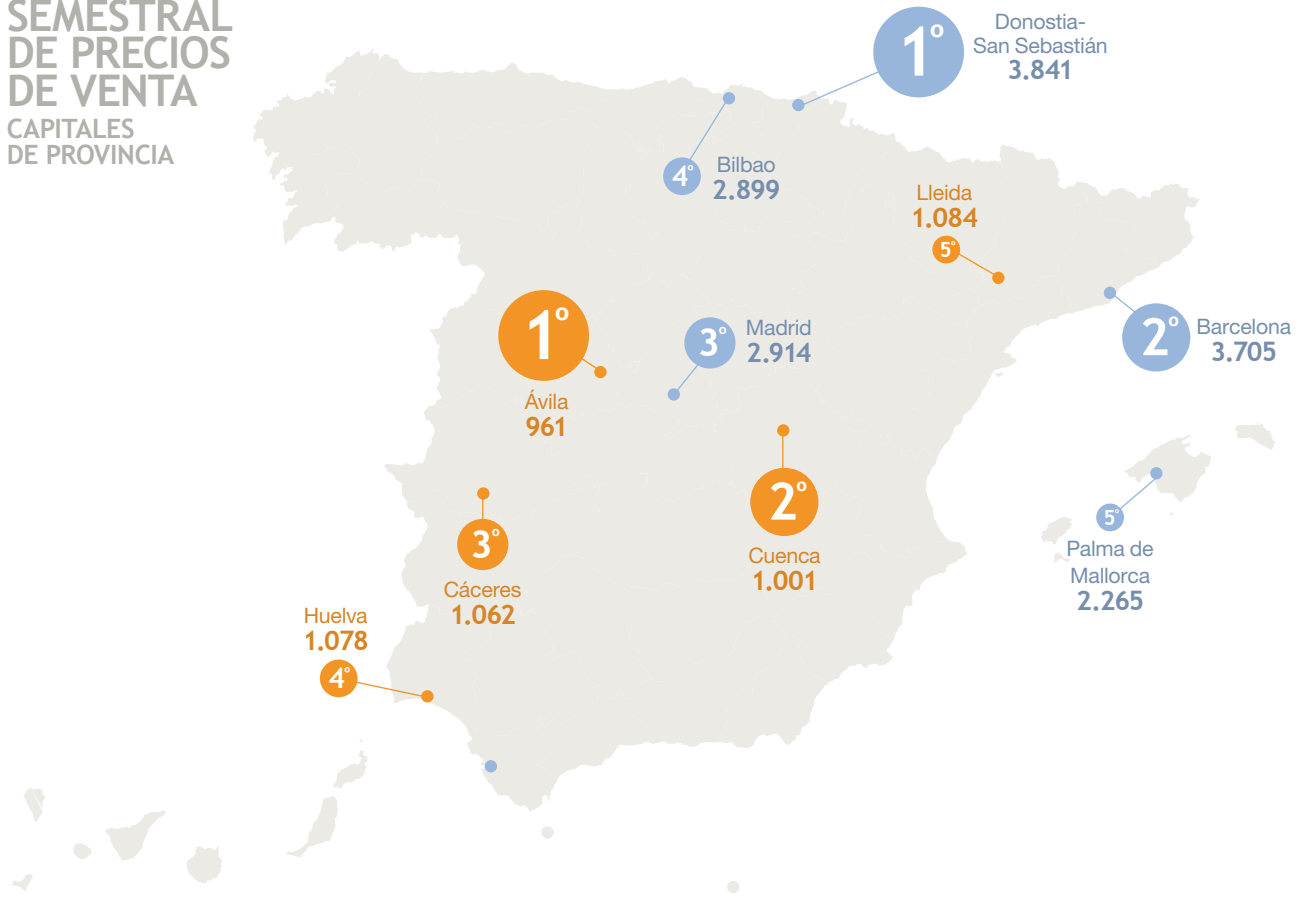 SEMESTRAL
DE PRECIOS
DE VENTA
CAPITALES
DE PROVINCIA
1º
Donostia-
San Sebastián
3.841
4º
Bilbao
2.899
Lleida
1.084
5º
1º
Ávila
961
3º
Madrid
2.914
2º
Barcelona
3.705
2º
Cuenca
1.001
3º
Cáceres
1.062
5º
Palma de
Mallorca
2.265
Huelva
1.078
4º